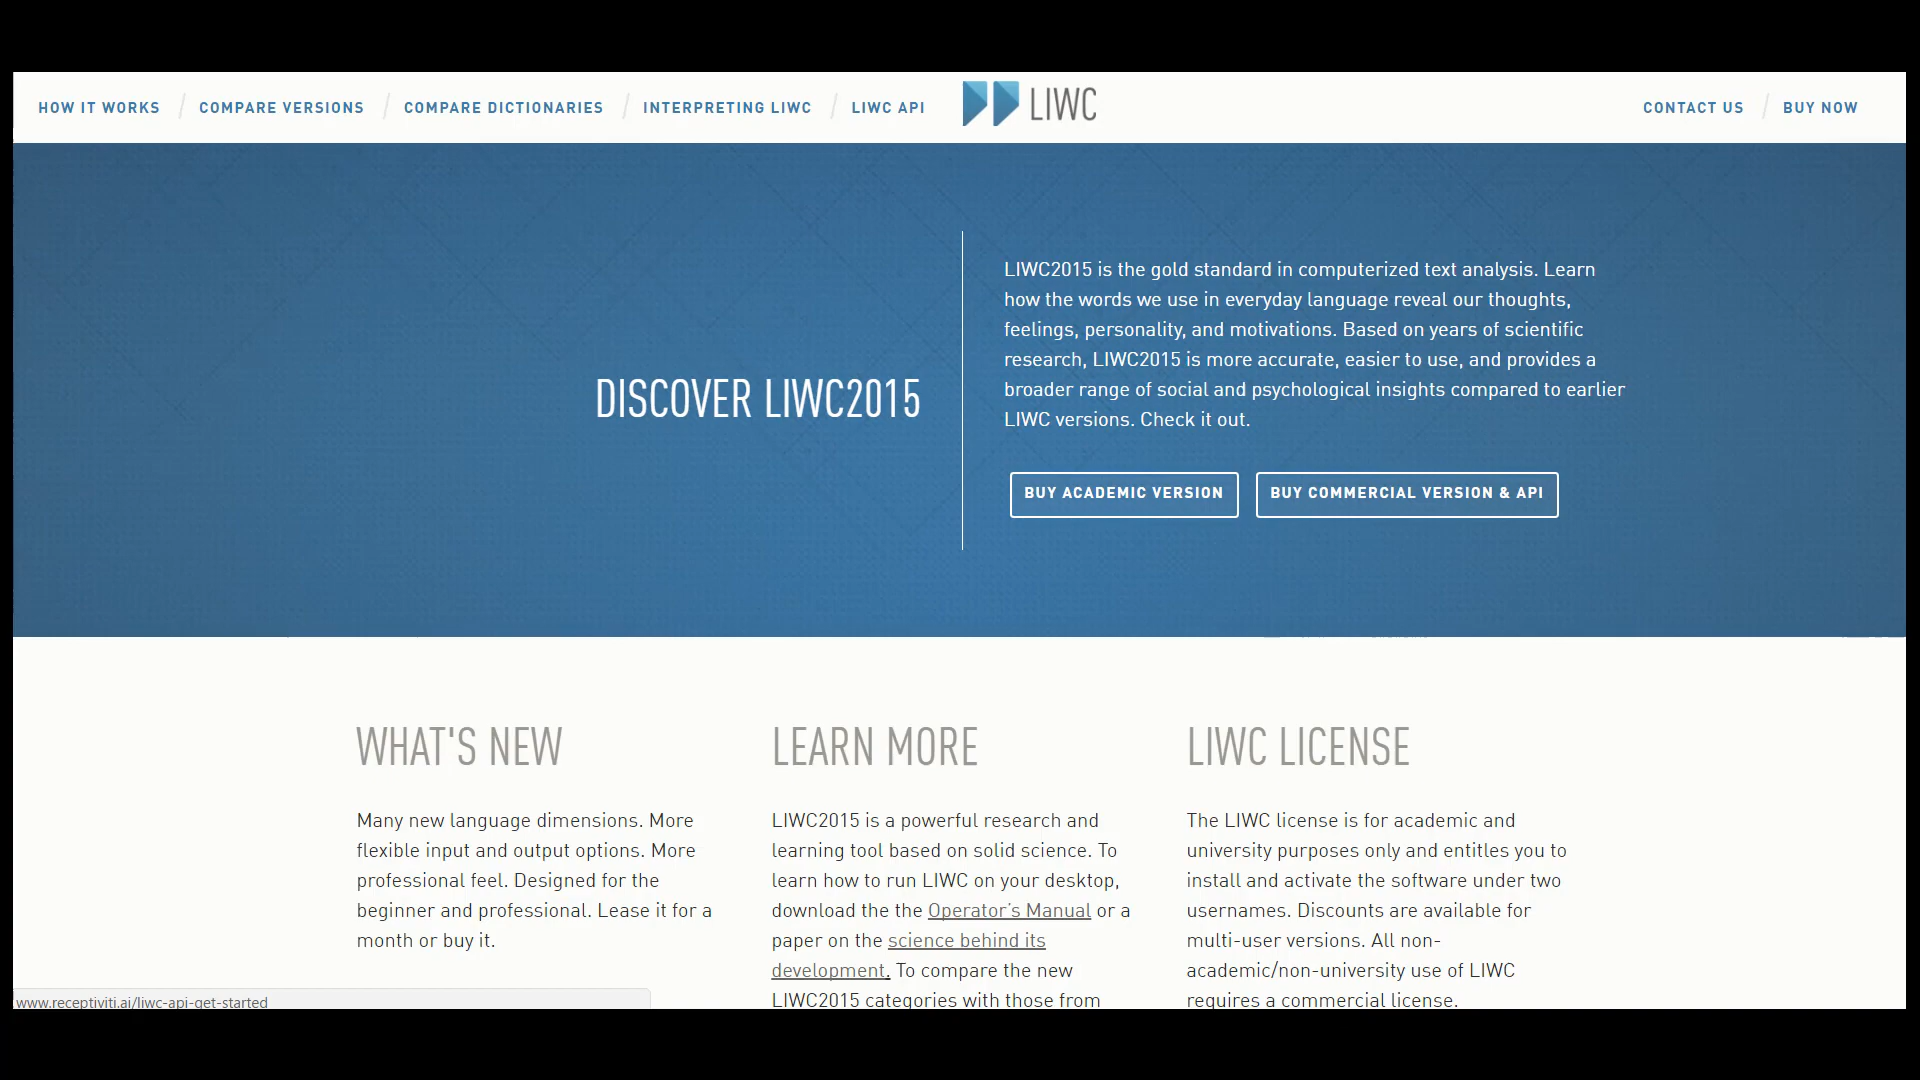 HOW IT WORKS / COMPARE VERSIONS / COMPARE DICTIONARIES / INTERPRETING LIWC / LIWC API LIWC CONTACT US / BUY NOW
DISCOVER LIWC2015
LIWC2015 is the gold standard in computerized text analysis. Learn
how the words we use in everyday language reveal our thoughts,
feelings, personality, and motivations. Based on years of scientific
research, LIWC2015 is more accurate, easier to use, and provides a
broader range of social and psychological insights compared to earlier
LIWC versions. Check it out.
BUY ACADEMIC VERSION
BUY COMMERCIAL VERSION & API
WHAT'S NEW
Many new language dimensions. More
flexible input and output options. More
professional feel. Designed for the
beginner and professional. Lease it for a
month or buy it.
LEARN MORE
LIWC2015 is a powerful research and
learning tool based on solid science. To
learn how to run LIWC on your desktop,
download the the Operator's Manual or a
paper on the science behind its
development. To compare the new
LIWC2015 categories with those from
LIWC LICENSE
The LIWC license is for academic and
university purposes only and entitles you to
install and activate the software under two
usernames. Discounts are available for
multi-user versions. All non-
academic/non-university use of LIWC
requires a commercial license.
www.receptiviti.ai/liwc-api-get-started